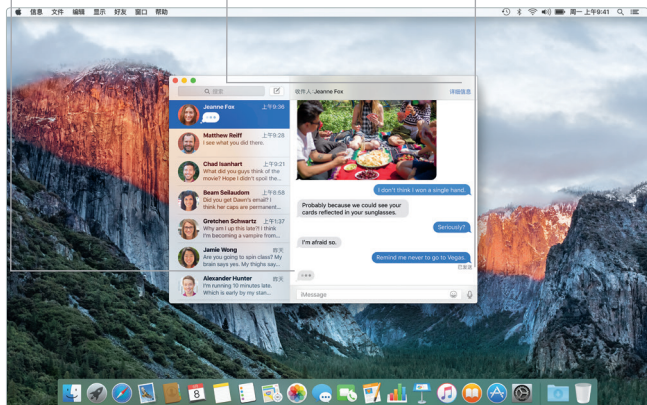 信息 文件 编辑 显示 好友 窗口 帮助
周一上午9:41
搜索
收件人:Jeanne Fox
详细信息
Jeanne Fox 上午9:36
Matthew Reiff 上午9:28
I see what you did there.
Chad Isanhart 上午9:21
What did you guys think of the
movie? Hope I didn't spoil the...
Beam Seilaudom 上午8:58
Did you get Dawn's email? I
think her caps are permanent...
Gretchen Schwartz 上午1:37
Why am I up this late?! I think
I'm becoming a vampire from...
Jamie Wong 昨天
Are you going to spin class? My
brain says yes. My thighs say...
Alexander Hunter 昨天
I'm running 10 minutes late.
Which is early by my stan...
I don't think I won a single hand.
Probably because we could see your
cards reflected in your sunglasses.
Seriously?
I'm afraid so.
Remind me never to go to Vegas.
已发送
iMessage
8